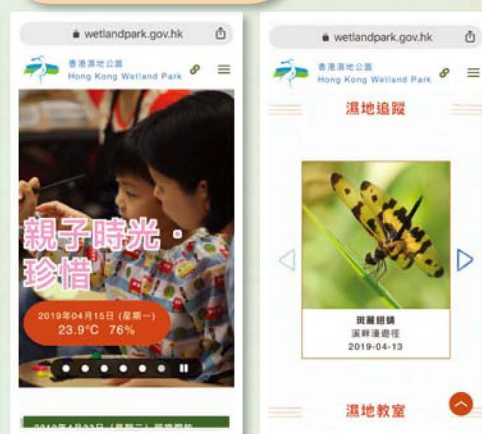 wetlandpark.gov.hk
香港濕地公園
Hong Kong Wetland Park
親子時光·
珍惜
2019年04月15日 (星期一)
23.9°C 76%
wetlandpark.gov.hk
香港濕地公園
Hong Kong Wetland Park
濕地追蹤
斑麗翅蜻
溪畔漫遊徑
2019-04-13
濕地教室